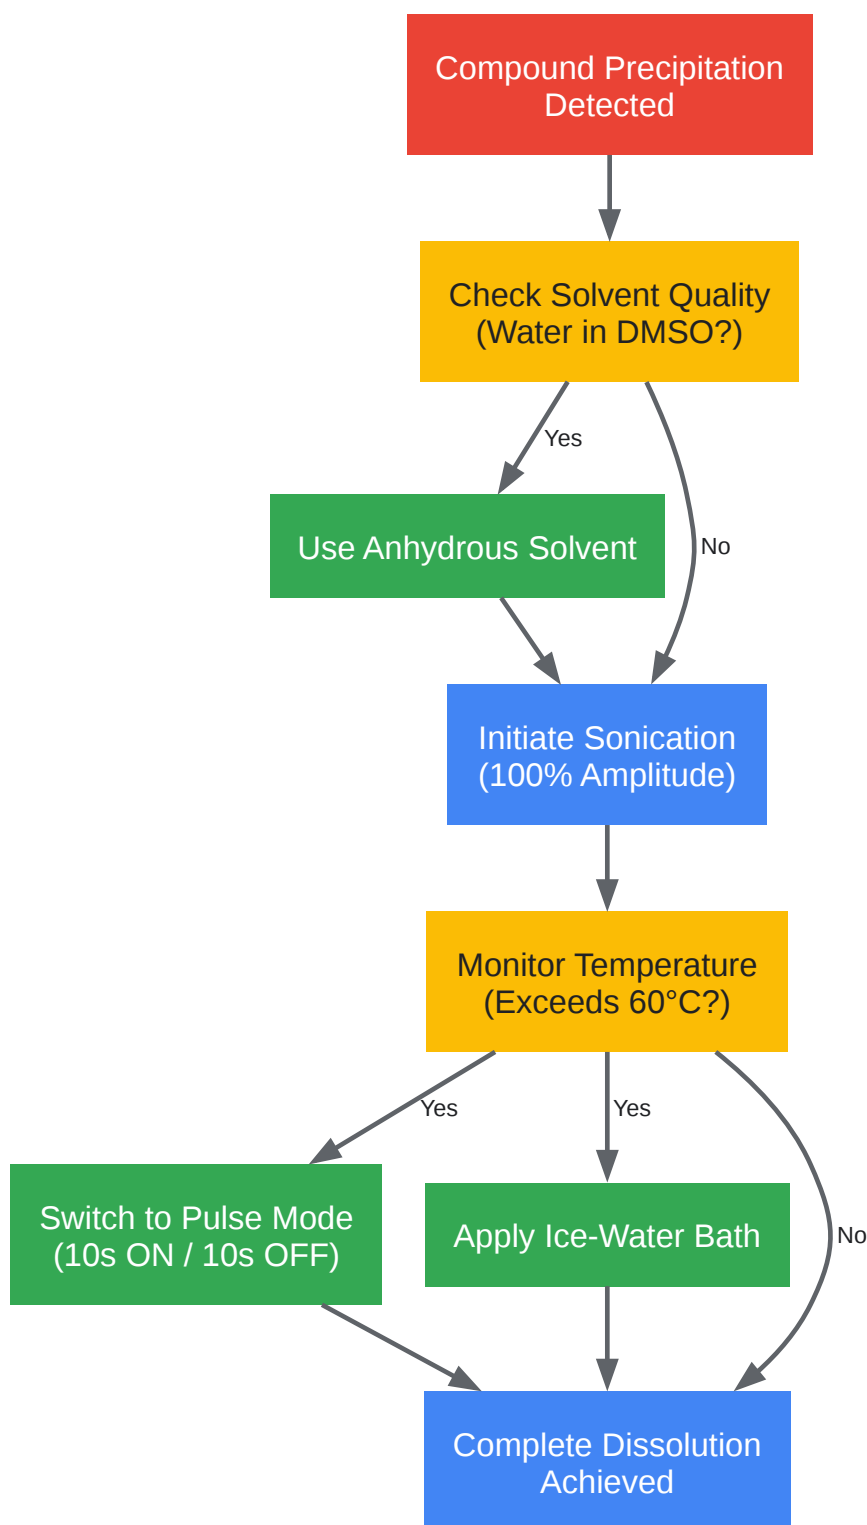 Compound Precipitation
Detected
Check Solvent Quality
(Water in DMSO?)
Yes
Use Anhydrous Solvent
No
Initiate Sonication
(100% Amplitude)
Monitor Temperature
(Exceeds 60°C?)
Yes
Yes
Switch to Pulse Mode
(10s ON / 10s OFF)
Apply Ice-Water Bath
No
Complete Dissolution
Achieved